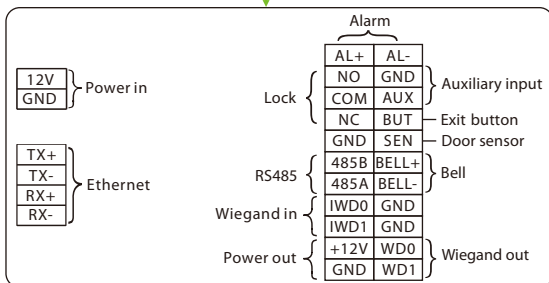 Alarm
AL+ AL-
12V
GND
Power in
TX+
TX-
RX+
RX-
Ethernet
Lock
NO GND
COM AUX
NC BUT
Auxiliary input
Exit button
GND SEN
Door sensor
RS485
485B BELL+
485A BELL-
Bell
Wiegand in
IWD0 GND
IWD1 GND
Power out
+12V WD0
GND WD1
Wiegand out